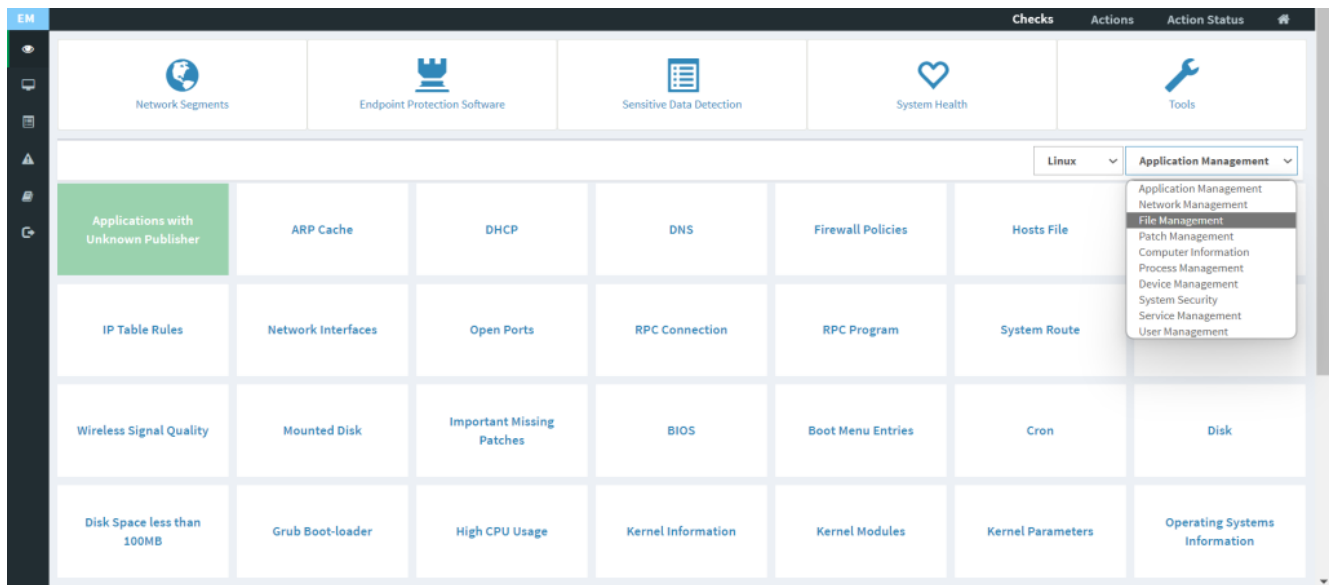 EM
Checks
Actions
Action Status
Network Segments
Endpoint Protection Software
Sensitive Data Detection
System Health
Tools
Linux
Application Management
Application Management
Network Management
File Management
Patch Management
Computer Information
Process Management
Device Management
System Security
Service Management
User Management
Applications with
Unknown Publisher
ARP Cache
DHCP
DNS
Firewall Policies
Hosts File
IP Table Rules
Network Interfaces
Open Ports
RPC Connection
RPC Program
System Route
Wireless Signal Quality
Mounted Disk
Important Missing
Patches
BIOS
Boot Menu Entries
Cron
Disk
Disk Space less than
100MB
Grub Boot-loader
High CPU Usage
Kernel Information
Kernel Modules
Kernel Parameters
Operating Systems
Information